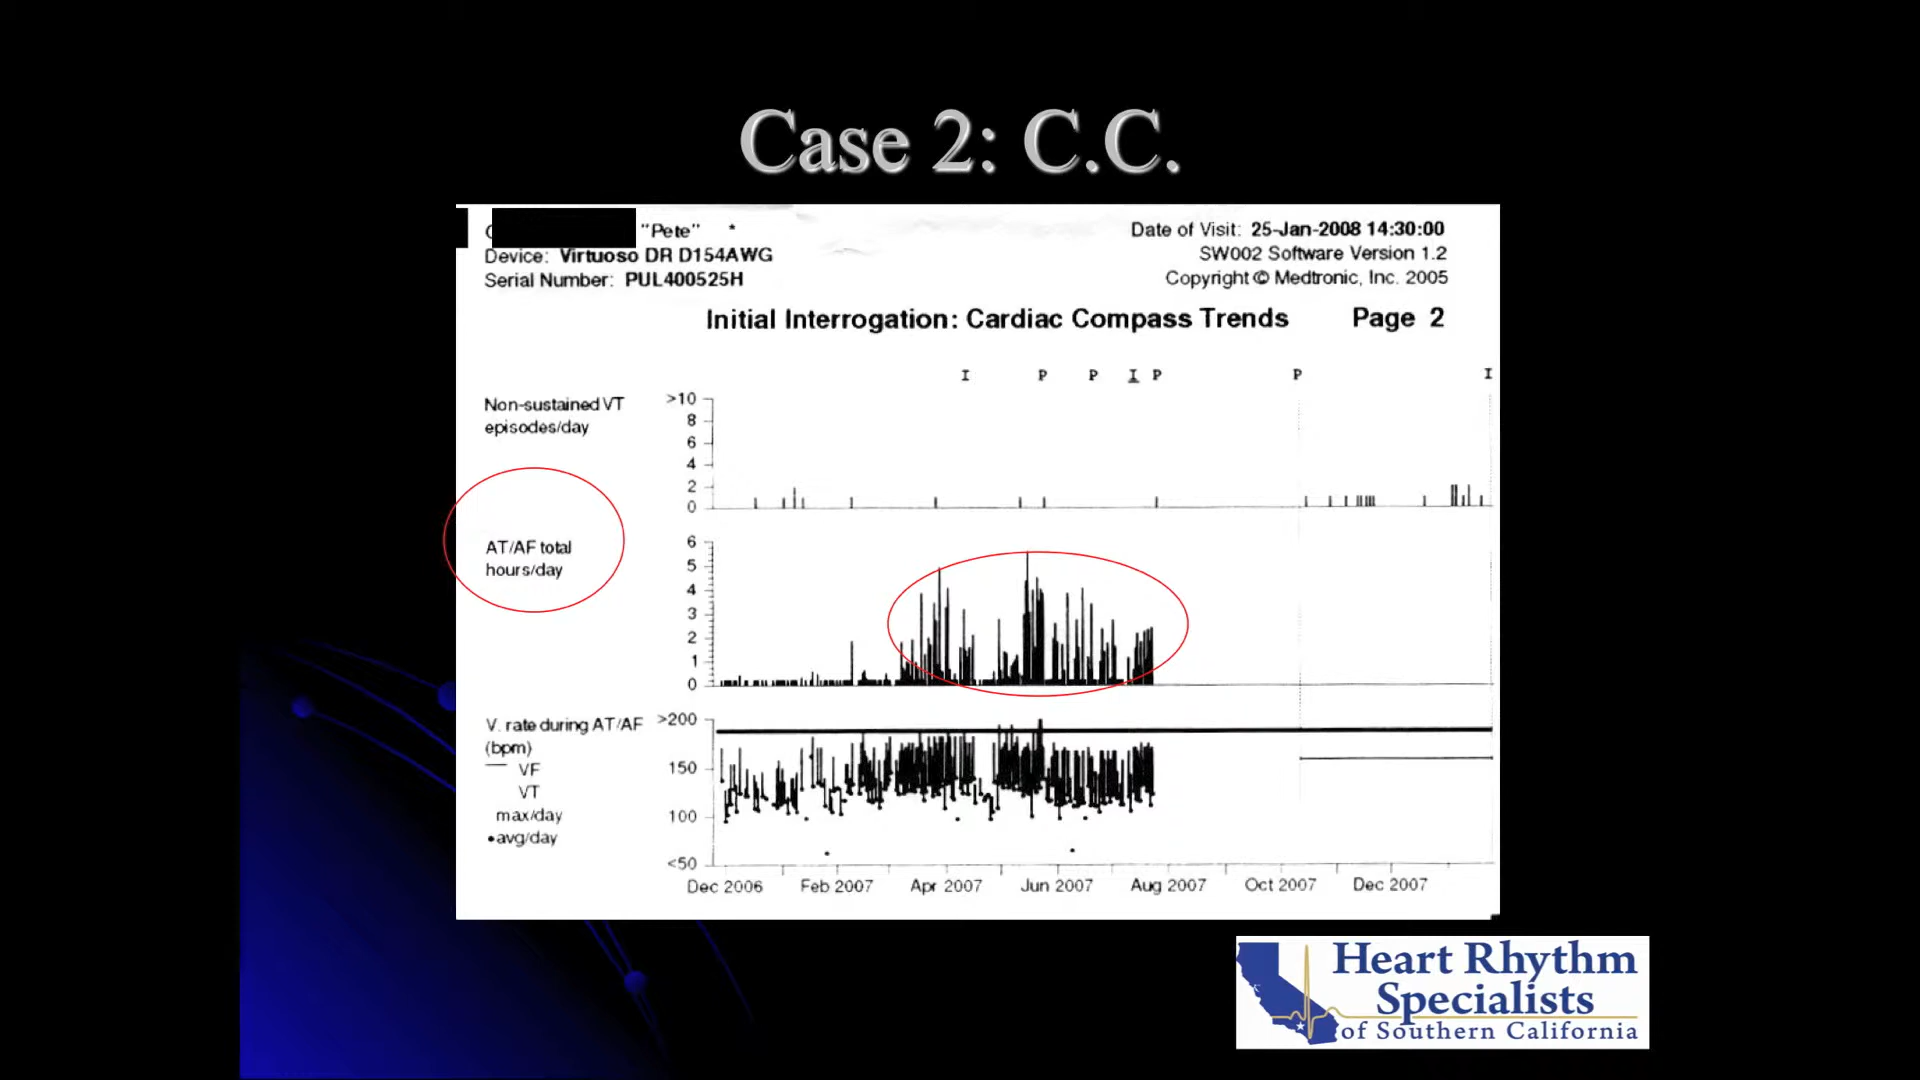 Case 2: C.C.
"Pete" *
Device: Virtuoso DR D154AWG
Serial Number: PUL400525H
Date of Visit: 25-Jan-2008 14:30:00
SW002 Software Version 1.2
Copyright © Medtronic, Inc. 2005
Initial Interrogation: Cardiac Compass Trends Page 2
I P P I P P I
Non-sustained VT
episodes/day
>10
8
6
4
2
0
AT/AF total
hours/day
6
5
4
3
2
1
0
V. rate during AT/AF
(bpm)
VF
VT
max/day
•avg/day
>200
150
100
<50
Dec 2006 Feb 2007 Apr 2007 Jun 2007 Aug 2007 Oct 2007 Dec 2007
Heart Rhythm
Specialists
of Southern California